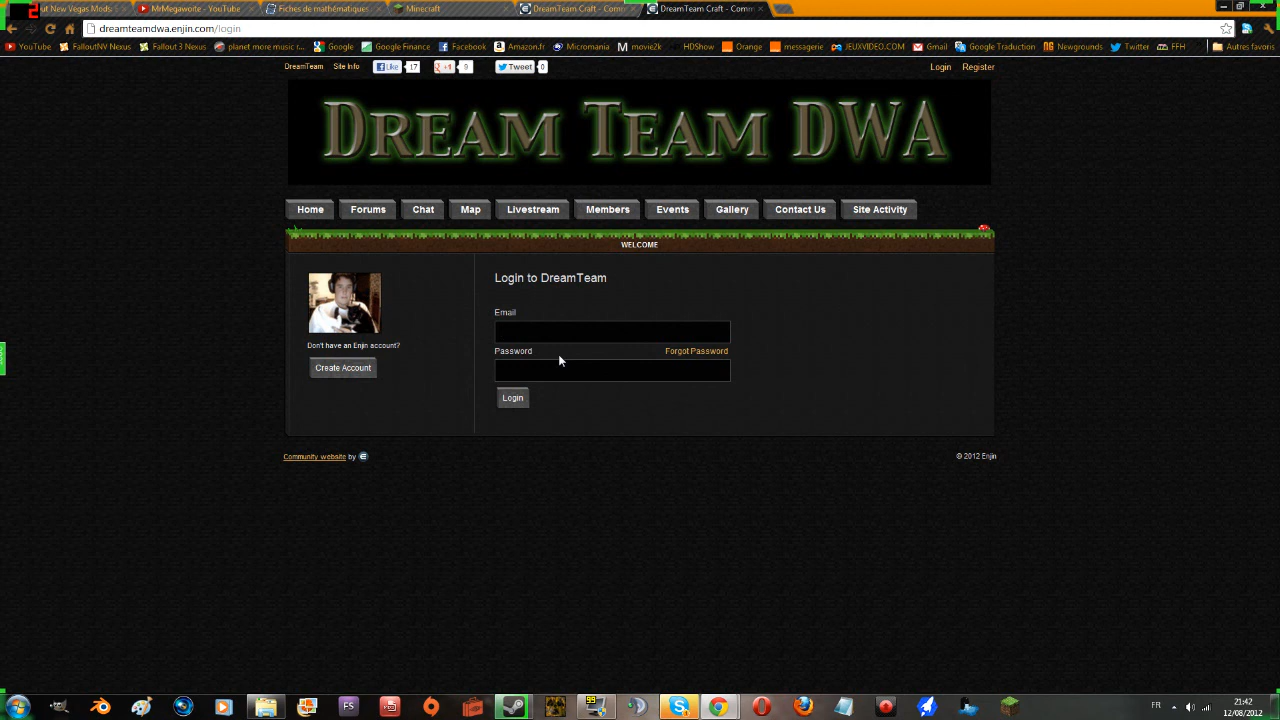 2
ut New Vegas Mods: S
MrMegawoite - YouTube
Fiches de mathématiques
Minecraft
DreamTeam Craft - Comm
DreamTeam Craft - Comm
dreamteamdwa.enjin.com/login
YouTube
FalloutNV Nexus
Fallout 3 Nexus
planet more music r...
Google
Google Finance
Facebook
Amazon.fr
Micromania
movie2k
HDShow
Orange
messagerie
JEUXVIDEO.COM
Gmail
Google Traduction
Newgrounds
Twitter
FFH
Autres favoris
DreamTeam
Site Info
Like
17
+1
9
Tweet
0
Login
Register
DREAM TEAM DWA
Home
Forums
Chat
Map
Livestream
Members
Events
Gallery
Contact Us
Site Activity
WELCOME
Don't have an Enjin account?
Create Account
Login to DreamTeam
Email
Password
Forgot Password
Login
Community website by
© 2012 Enjin
FS
99
FR
21:42
12/08/2012